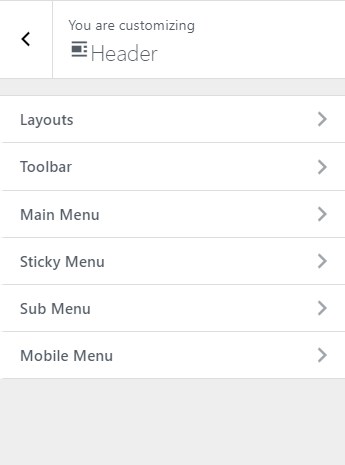 You are customizing
Header
Layouts
Toolbar
Main Menu
Sticky Menu
Sub Menu
Mobile Menu